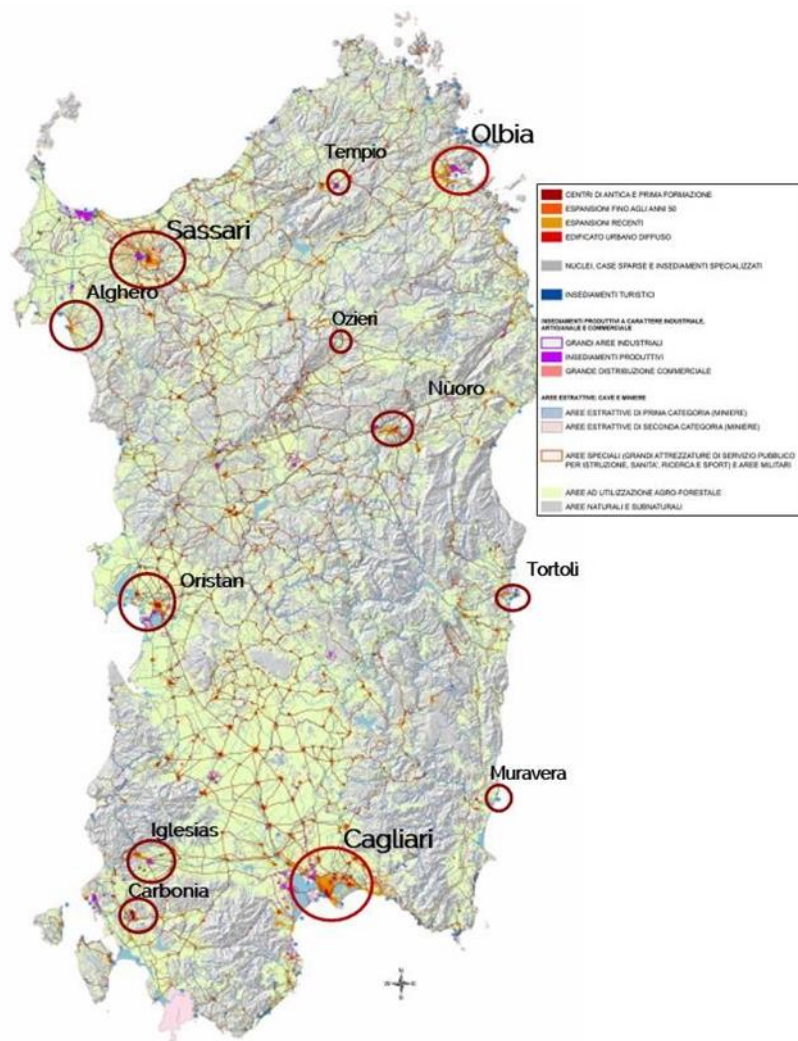 Olbia
Tempio
Sassari
Alghero
Ozieri
Nùoro
Oristan
Tortolì
Muravera
Iglesias
Cagliari
Carbonia
N
W
E
S
CENTRI DI ANTICA E PRIMA FORMAZIONE
ESPANSIONI FINO AGLI ANNI 50
ESPANSIONI RECENTI
EDIFICATO URBANO DIFFUSO
NUCLEI, CASE SPARSE E INSEDIAMENTI SPECIALIZZATI
INSEDIAMENTI TURISTICI
INSEDIAMENTI PRODUTTIVI A CARATTERE INDUSTRIALE,
ARTIGIANALE E COMMERCIALE
GRANDI AREE INDUSTRIALI
INSEDIAMENTI PRODUTTIVI
GRANDE DISTRIBUZIONE COMMERCIALE
AREE ESTRATTIVE: CAVE E MINIERE
AREE ESTRATTIVE DI PRIMA CATEGORIA (MINIERE)
AREE ESTRATTIVE DI SECONDA CATEGORIA (MINIERE)
AREE SPECIALI (GRANDI ATTREZZATURE DI SERVIZIO PUBBLICO
PER ISTRUZIONE, SANITA', RICERCA E SPORT) E AREE MILITARI
AREE AD UTILIZZAZIONE AGRO-FORESTALE
AREE NATURALI E SUBNATURALI